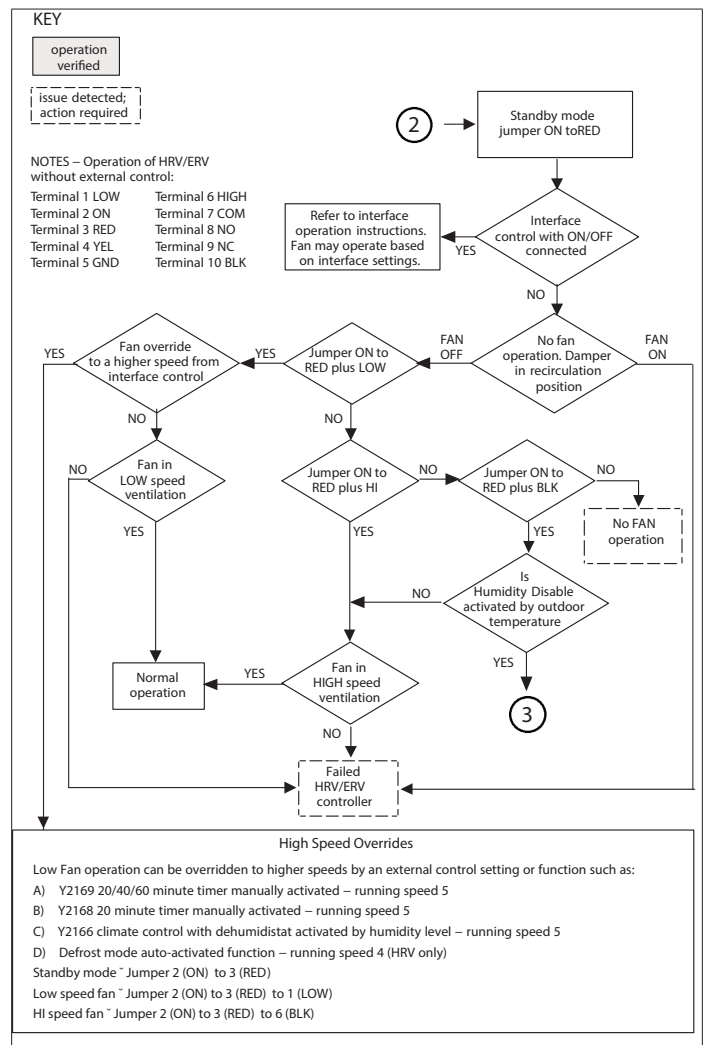 KEY
operation
verified
issue detected;
action required
NOTES – Operation of HRV/ERV
without external control:
Terminal 1 LOW Terminal 6 HIGH
Terminal 2 ON Terminal 7 COM
Terminal 3 RED Terminal 8 NO
Terminal 4 YEL Terminal 9 NC
Terminal 5 GND Terminal 10 BLK
2
Standby mode
jumper ON toRED
Interface
control with ON/OFF
connected
YES
Refer to interface
operation instructions.
Fan may operate based
on interface settings.
NO
No fan
operation. Damper
in recirculation
position
FAN
OFF
FAN
ON
Jumper ON to
RED plus LOW
YES
Fan override
to a higher speed from
interface control
YES
NO
NO
Fan in
LOW speed
ventilation
NO
YES
Jumper ON to
RED plus HI
NO
YES
Jumper ON to
RED plus BLK
NO
YES
No FAN
operation
Is
Humidity Disable
activated by outdoor
temperature
NO
YES
3
Fan in
HIGH speed
ventilation
YES
Normal
operation
NO
Failed
HRV/ERV
controller
High Speed Overrides
Low Fan operation can be overridden to higher speeds by an external control setting or function such as:
A) Y2169 20/40/60 minute timer manually activated – running speed 5
B) Y2168 20 minute timer manually activated – running speed 5
C) Y2166 climate control with dehumidistat activated by humidity level – running speed 5
D) Defrost mode auto-activated function – running speed 4 (HRV only)
Standby mode ˘ Jumper 2 (ON) to 3 (RED)
Low speed fan ˘ Jumper 2 (ON) to 3 (RED) to 1 (LOW)
HI speed fan ˘ Jumper 2 (ON) to 3 (RED) to 6 (BLK)